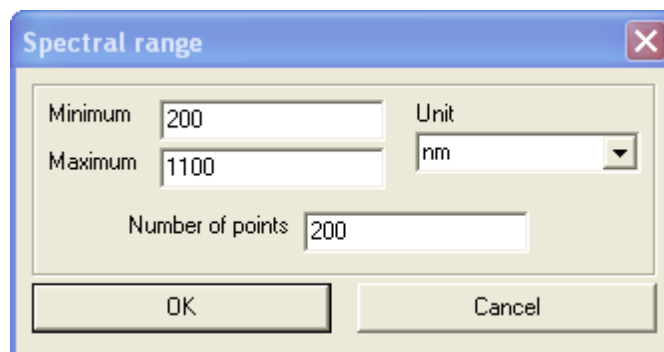 Spectral range
Minimum 200 Unit
Maximum 1100 nm
Number of points 200
OK Cancel